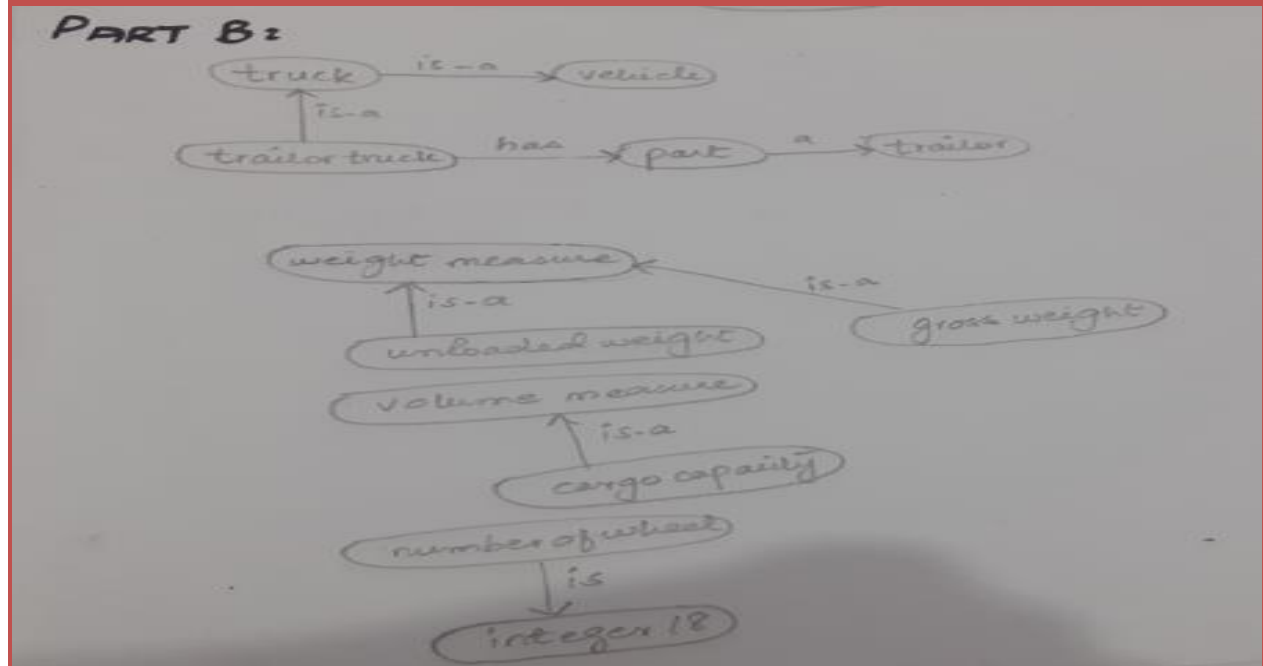 PART B:
truck is-a vehicle
is-a
trailor truck has part a trailor
weight measure
is-a is-a
gross weight
unloaded weight
volume measure
is-a
cargo capacity
number of wheel
is
integer 18